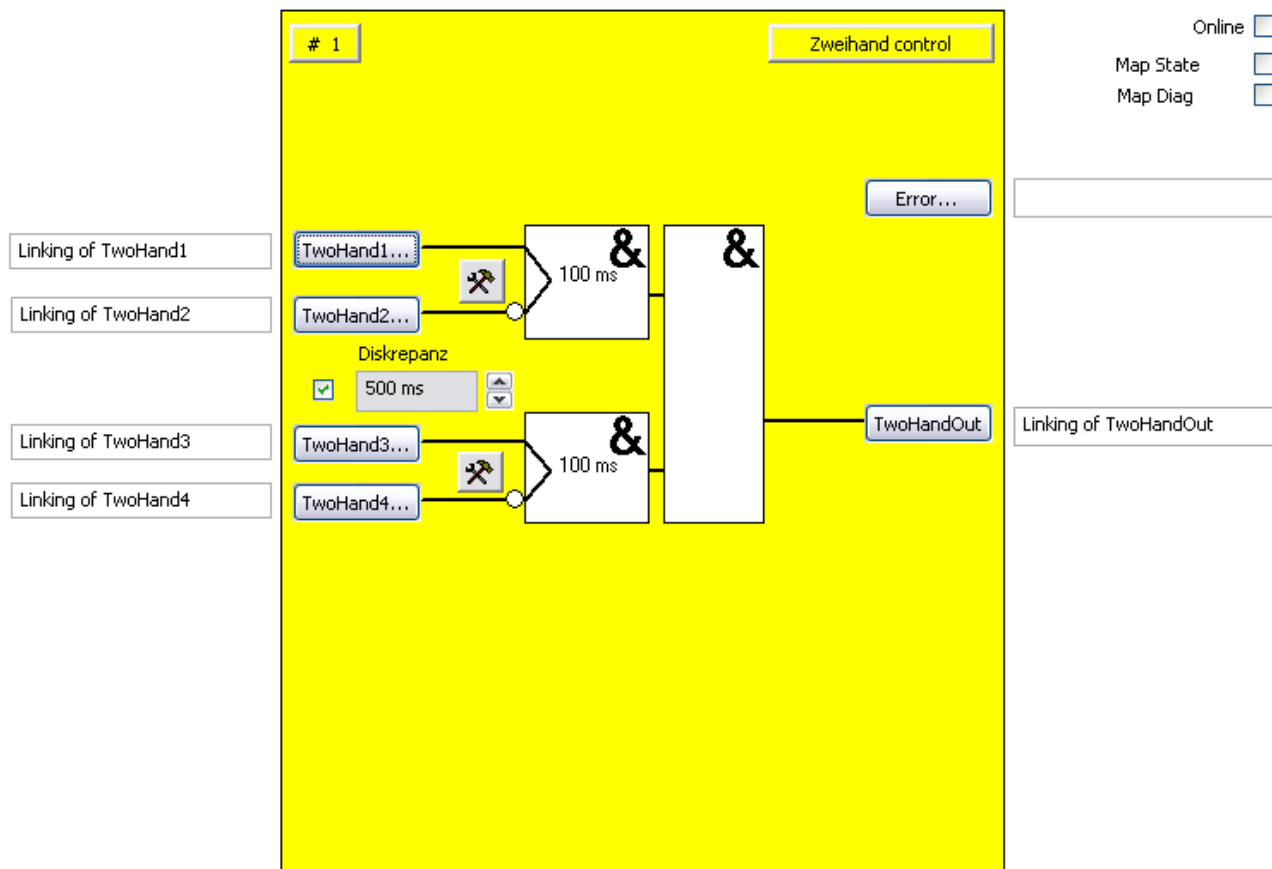 # 1
Zweihand control
Online
Map State
Map Diag
Error...
Linking of TwoHand1
TwoHand1...
&
&
100 ms
Linking of TwoHand2
TwoHand2...
Diskrepanz
500 ms
Linking of TwoHand3
TwoHand3...
&
100 ms
TwoHandOut
Linking of TwoHandOut
Linking of TwoHand4
TwoHand4...